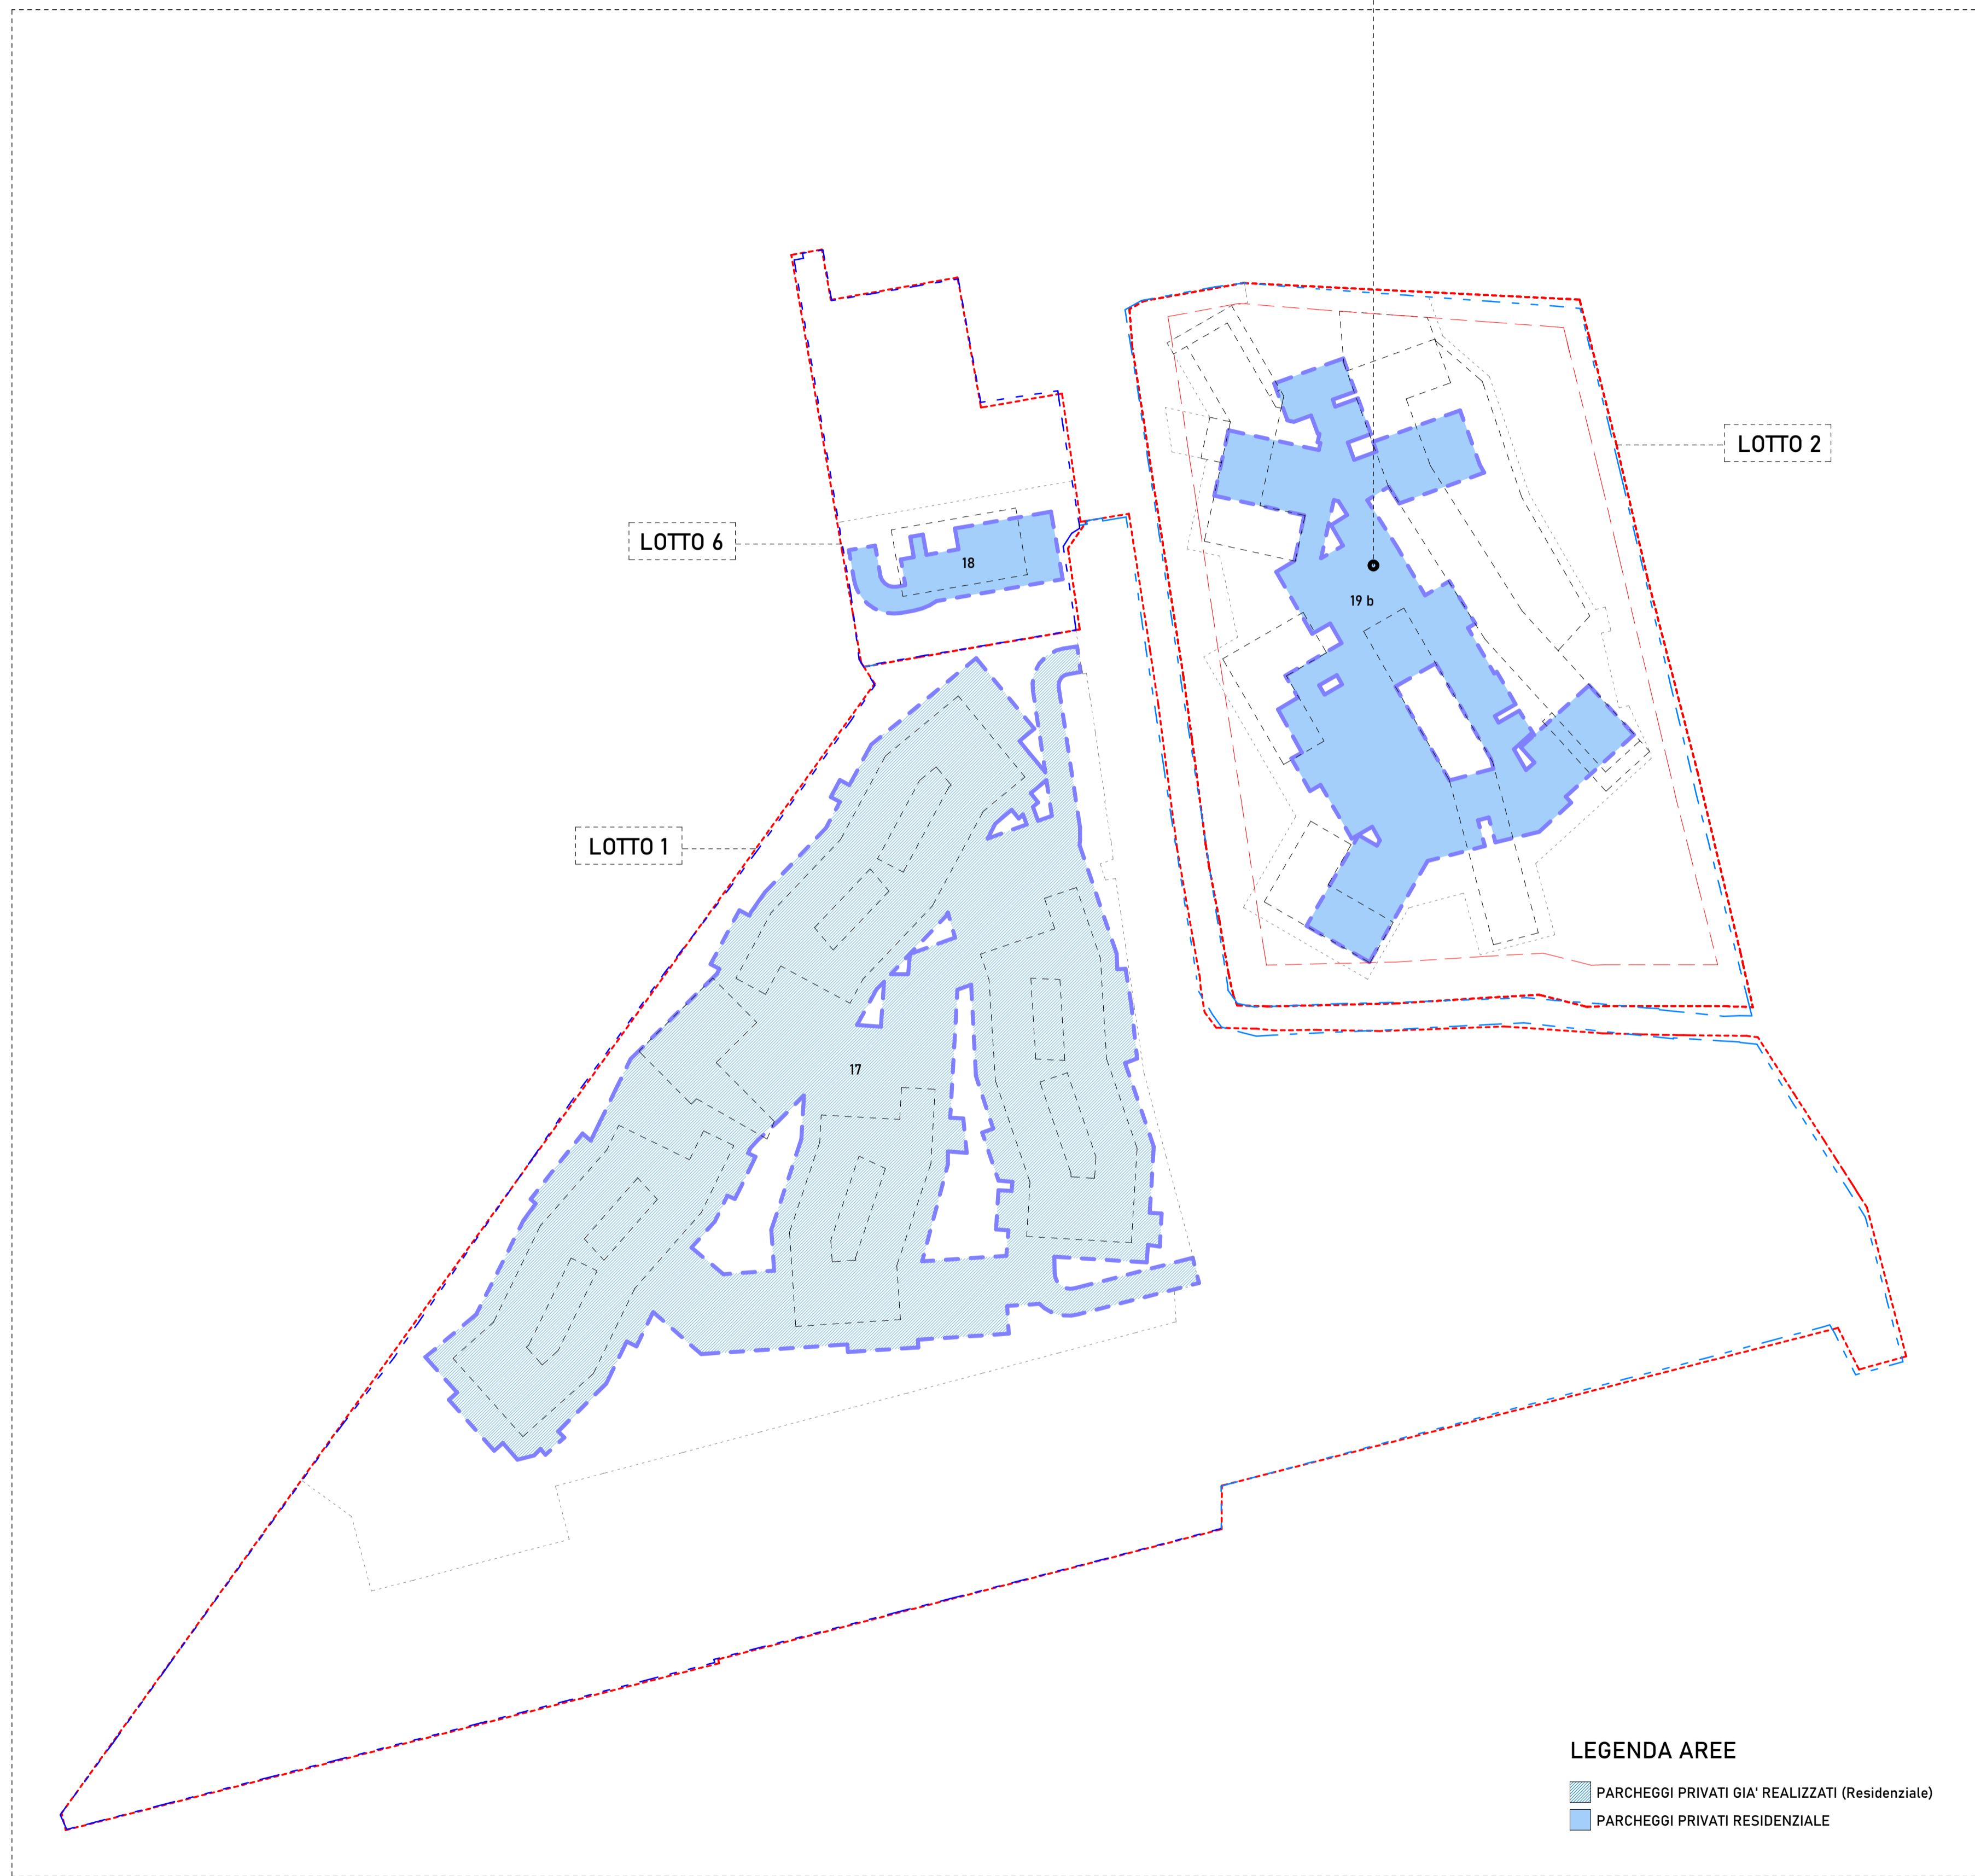 LOTTO 2
LOTTO 6
18
19 b
LOTTO 1
17
LEGENDA AREE
PARCHEGGI PRIVATI GIA' REALIZZATI (Residenziale)
PARCHEGGI PRIVATI RESIDENZIALE